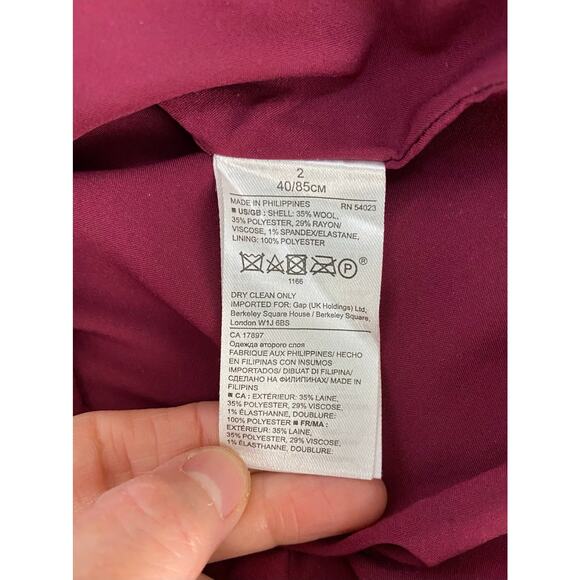 2
40/85см
MADE IN PHILIPPINES RN 54023
■ US/GB : SHELL: 35% WOOL,
35% POLYESTER, 29% RAYON/
VISCOSE, 1% SPANDEX/ELASTANE,
LINING: 100% POLYESTER
P ®
1166
DRY CLEAN ONLY
IMPORTED FOR: Gap (UK Holdings) Ltd,
Berkeley Square House / Berkeley Square,
London W1J 6BS
CA 17897
Одежда второго слоя
FABRIQUE AUX PHILIPPINES/ HECHO
EN FILIPINAS CON INSUMOS
IMPORTADOS/ DIBUAT DI FILIPINA/
СДЕЛАНО НА ФИЛИПИНАХ/ MADE IN
FILIPINS
■ CA : EXTÉRIEUR: 35% LAINE,
35% POLYESTER, 29% VISCOSE,
1% ÉLASTHANNE, DOUBLURE:
100% POLYESTER ■ FR/MA :
EXTÉRIEUR: 35% LAINE,
35% POLYESTER, 29% VISCOSE,
1% ÉLASTHANNE, DOUBLURE: